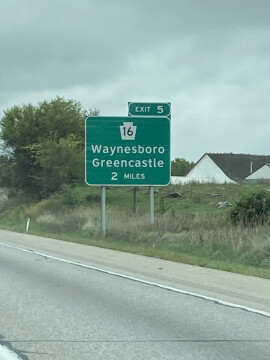 EXIT 5
16
Waynesboro
Greencastle
2 MILES